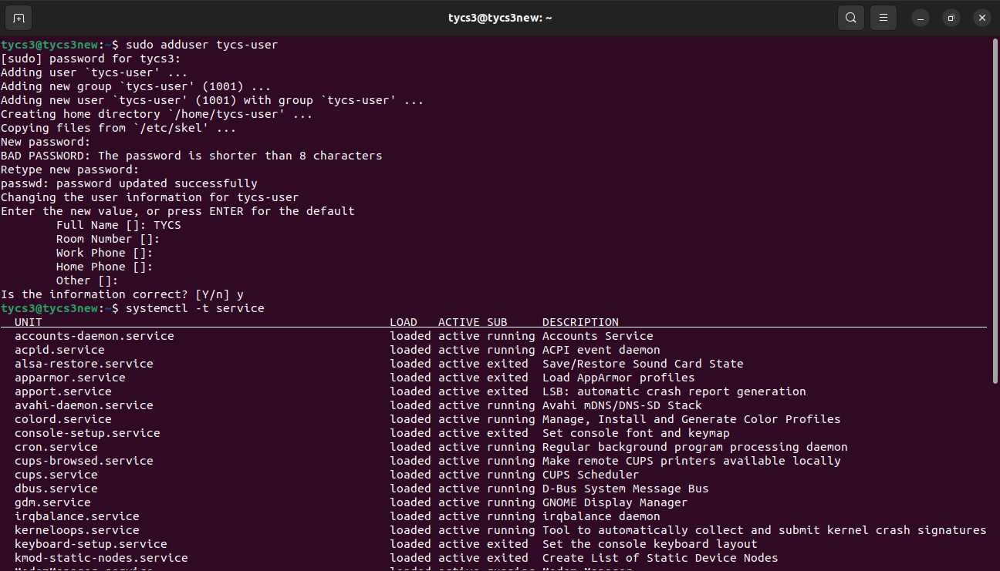 tycs3@tycs3new: ~
tycs3@tycs3new:~$ sudo adduser tycs-user
[sudo] password for tycs3:
Adding user `tycs-user' ...
Adding new group `tycs-user' (1001) ...
Adding new user `tycs-user' (1001) with group `tycs-user' ...
Creating home directory `/home/tycs-user' ...
Copying files from `/etc/skel' ...
New password:
BAD PASSWORD: The password is shorter than 8 characters
Retype new password:
passwd: password updated successfully
Changing the user information for tycs-user
Enter the new value, or press ENTER for the default
        Full Name []: TYCS
        Room Number []:
        Work Phone []:
        Home Phone []:
        Other []:
Is the information correct? [Y/n] y
tycs3@tycs3new:~$ systemctl -t service
  UNIT                                                  LOAD   ACTIVE SUB     DESCRIPTION
  accounts-daemon.service                               loaded active running Accounts Service
  acpid.service                                         loaded active running ACPI event daemon
  alsa-restore.service                                  loaded active exited  Save/Restore Sound Card State
  apparmor.service                                      loaded active exited  Load AppArmor profiles
  apport.service                                        loaded active exited  LSB: automatic crash report generation
  avahi-daemon.service                                  loaded active running Avahi mDNS/DNS-SD Stack
  colord.service                                        loaded active running Manage, Install and Generate Color Profiles
  console-setup.service                                 loaded active exited  Set console font and keymap
  cron.service                                          loaded active running Regular background program processing daemon
  cups-browsed.service                                  loaded active running Make remote CUPS printers available locally
  cups.service                                          loaded active running CUPS Scheduler
  dbus.service                                          loaded active running D-Bus System Message Bus
  gdm.service                                           loaded active running GNOME Display Manager
  irqbalance.service                                    loaded active running irqbalance daemon
  kerneloops.service                                    loaded active running Tool to automatically collect and submit kernel crash signatures
  keyboard-setup.service                                loaded active exited  Set the console keyboard layout
  kmod-static-nodes.service                             loaded active exited  Create List of Static Device Nodes